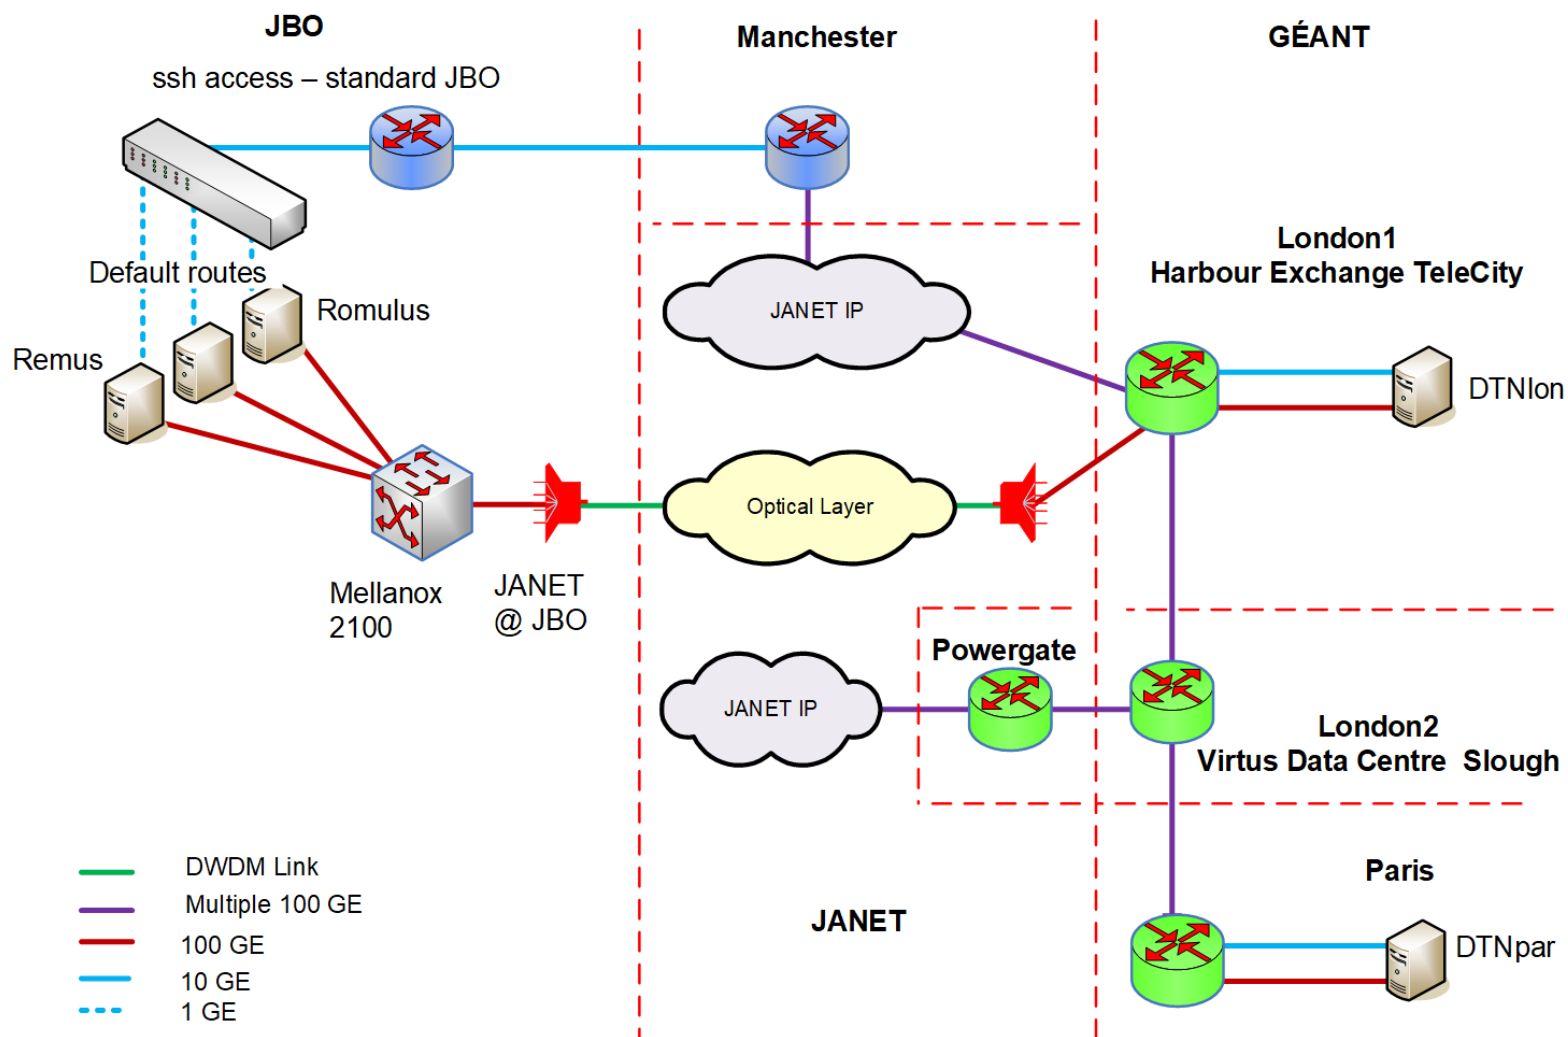 JBO
Manchester
GÉANT
ssh access – standard JBO
Default routes
Romulus
Remus
London1
Harbour Exchange TeleCity
JANET IP
DTNlon
Optical Layer
Mellanox
2100
JANET
@ JBO
Powergate
JANET IP
London2
Virtus Data Centre  Slough
DWDM Link
Multiple 100 GE
100 GE
10 GE
1 GE
JANET
Paris
DTNpar